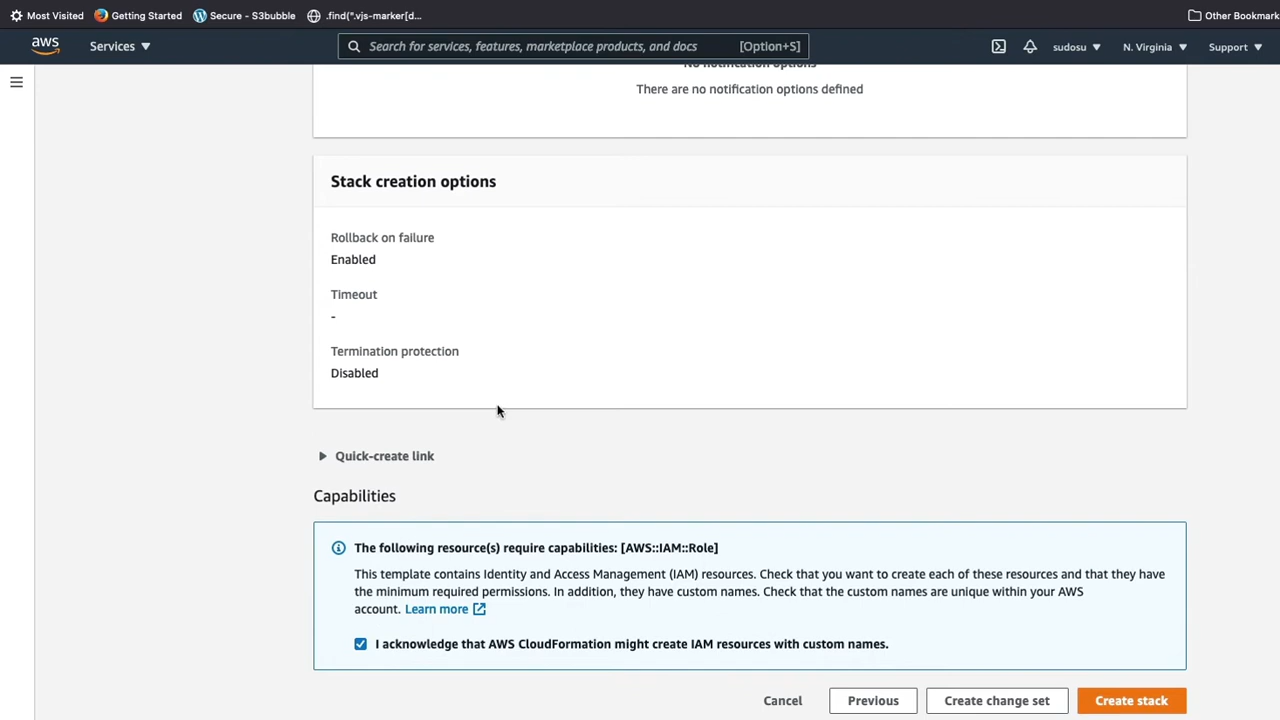 Most Visited Getting Started Secure - S3bubble .find(*.vjs-marker[d... Other Bookmark
aws Services Search for services, features, marketplace products, and docs [Option+S] sudosu N. Virginia Support
No notification options
There are no notification options defined
Stack creation options
Rollback on failure
Enabled
Timeout
-
Termination protection
Disabled
Quick-create link
Capabilities
The following resource(s) require capabilities: [AWS::IAM::Role]
This template contains Identity and Access Management (IAM) resources. Check that you want to create each of these resources and that they have
the minimum required permissions. In addition, they have custom names. Check that the custom names are unique within your AWS
account. Learn more
I acknowledge that AWS CloudFormation might create IAM resources with custom names.
Cancel Previous Create change set Create stack